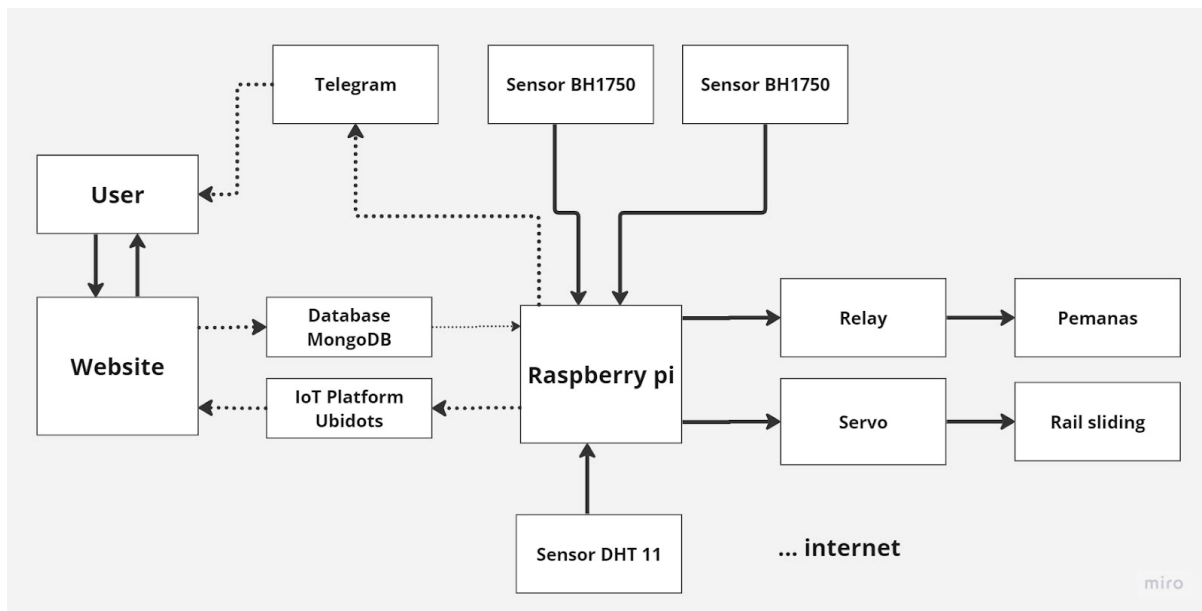 Telegram
Sensor BH1750
Sensor BH1750
User
Website
Database
MongoDB
IoT Platform
Ubidots
Raspberry pi
Relay
Pemanas
Servo
Rail sliding
Sensor DHT 11
... internet
miro